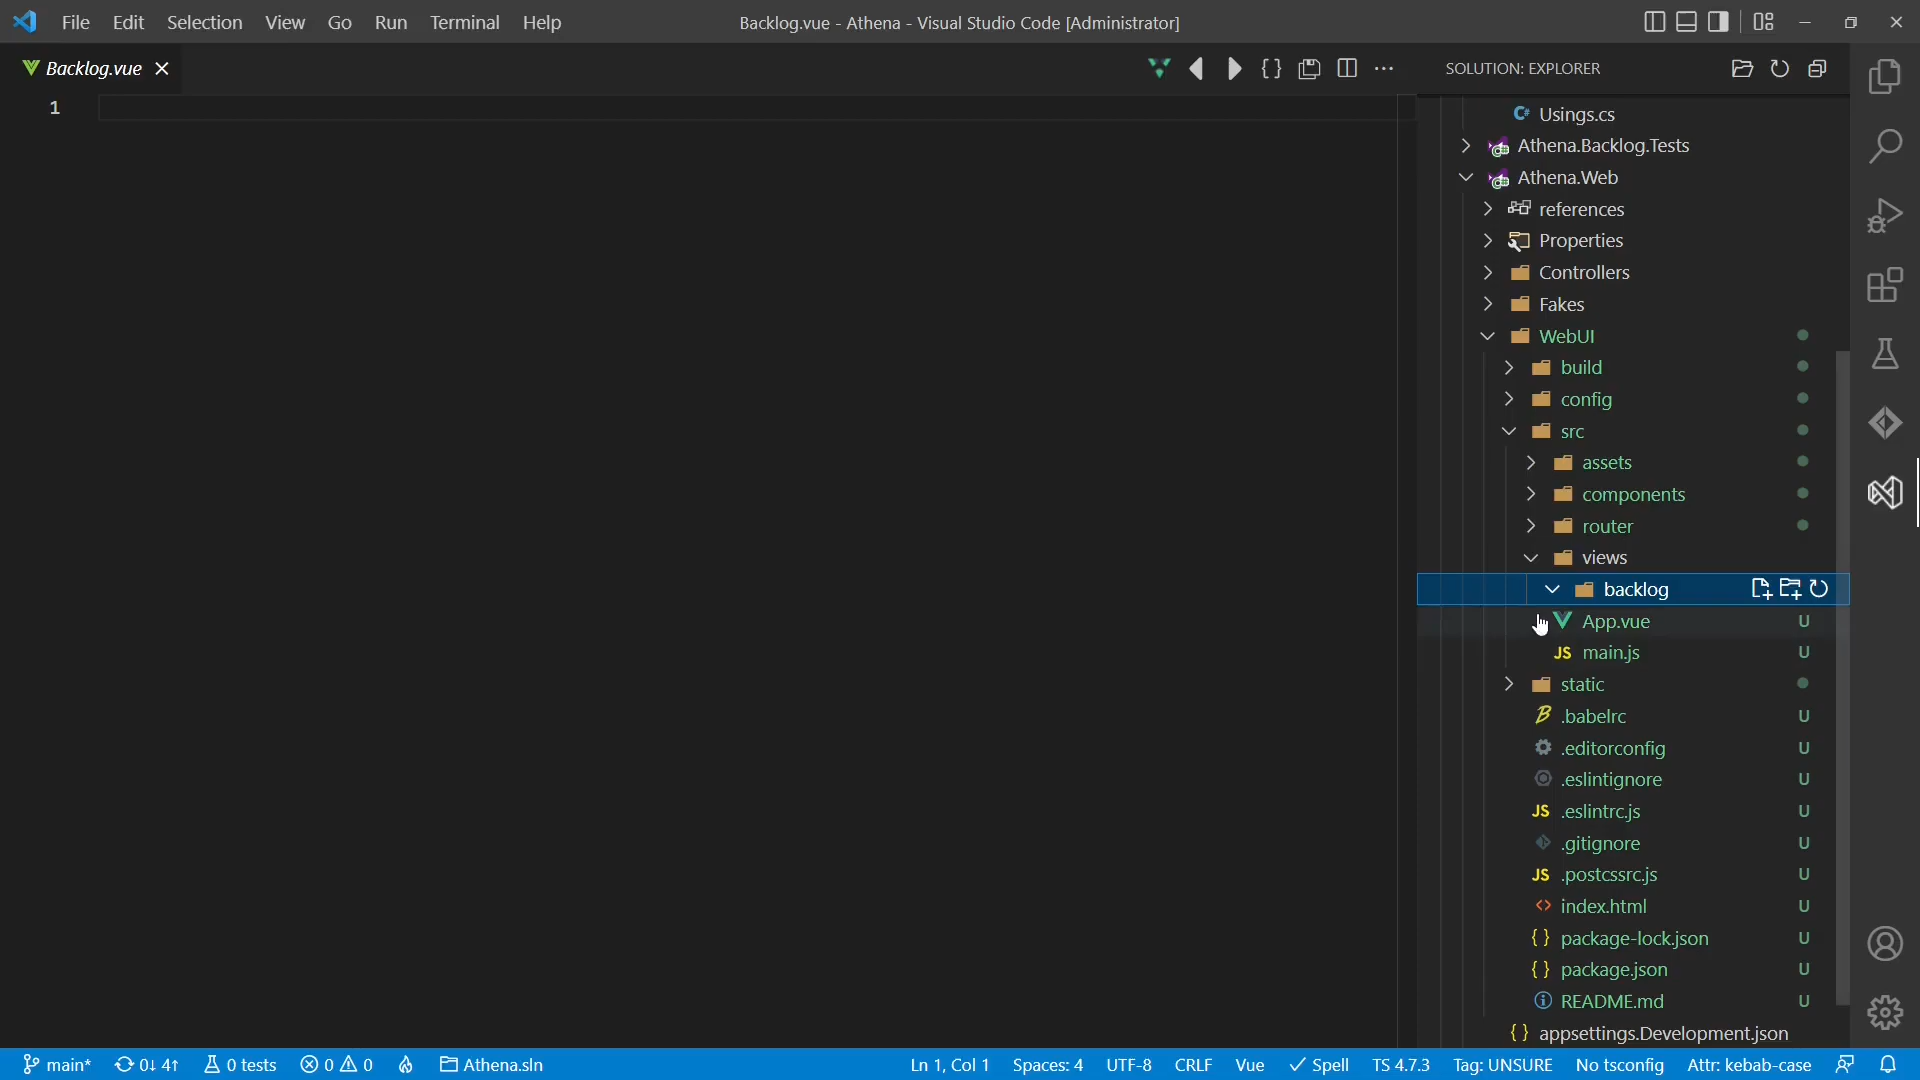 File Edit Selection View Go Run Terminal Help
Backlog.vue - Athena - Visual Studio Code [Administrator]
Backlog.vue
SOLUTION: EXPLORER
1
C# Usings.cs
Athena.Backlog.Tests
Athena.Web
references
Properties
Controllers
Fakes
WebUI
build
config
src
assets
components
router
views
backlog
App.vue U
JS main.js U
static
.babelrc U
.editorconfig U
.eslintignore U
JS .eslintrc.js U
.gitignore U
JS .postcssrc.js U
<> index.html U
{ } package-lock.json U
{ } package.json U
README.md U
{ } appsettings.Development.json
main* 0↓ 4↑ 0 tests 0 0 Athena.sln Ln 1, Col 1 Spaces: 4 UTF-8 CRLF Vue Spell TS 4.7.3 Tag: UNSURE No tsconfig Attr: kebab-case